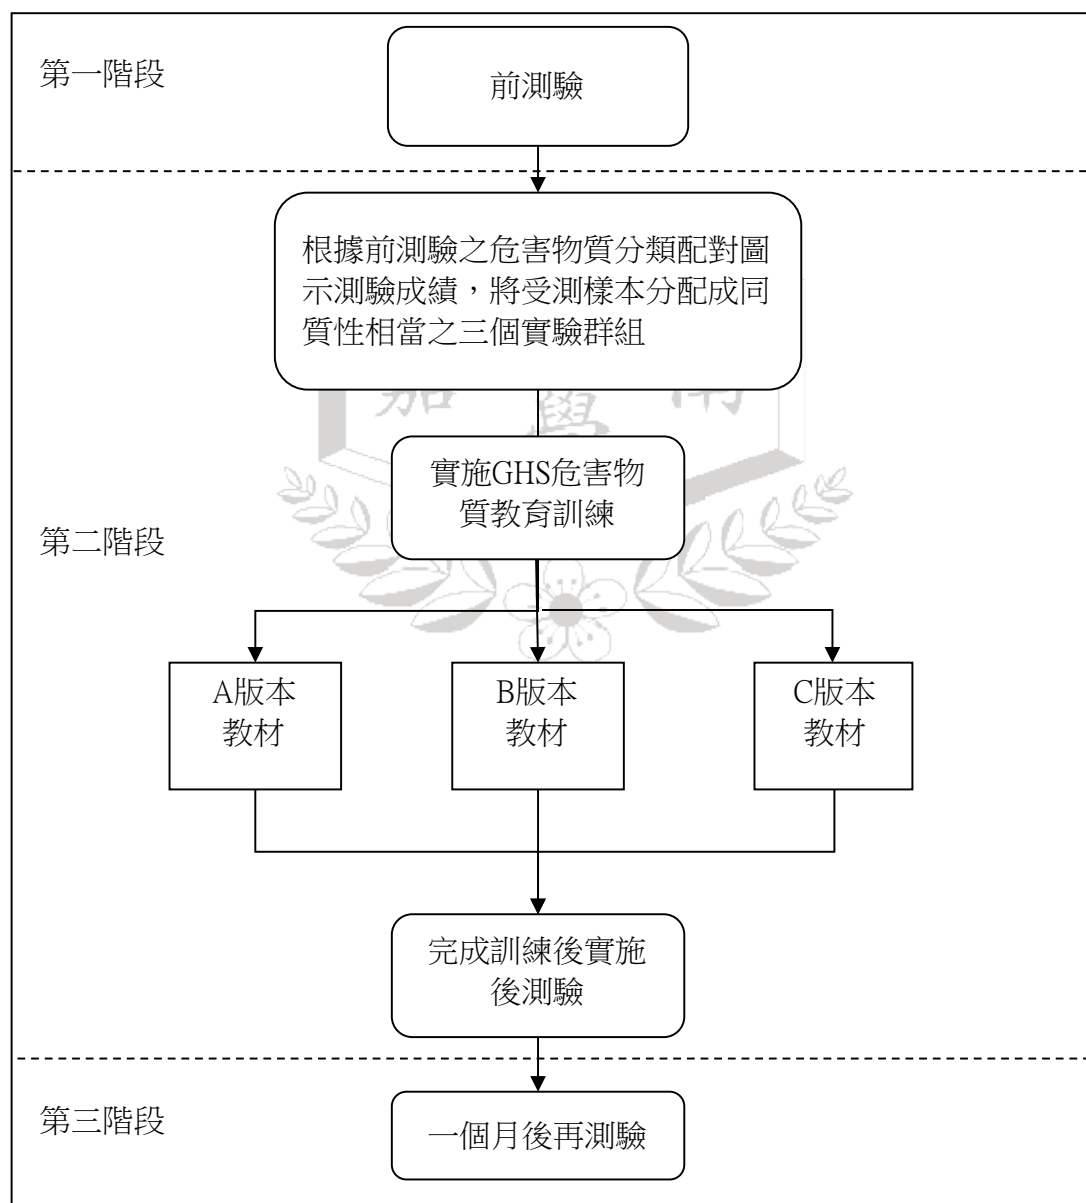 第一階段
前測驗
根據前測驗之危害物質分類配對圖
示測驗成績，將受測樣本分配成同
質性相當之三個實驗群組
嘉 學 南
實施GHS危害物
質教育訓練
第二階段
A版本
教材
B版本
教材
C版本
教材
完成訓練後實施
後測驗
第三階段
一個月後再測驗